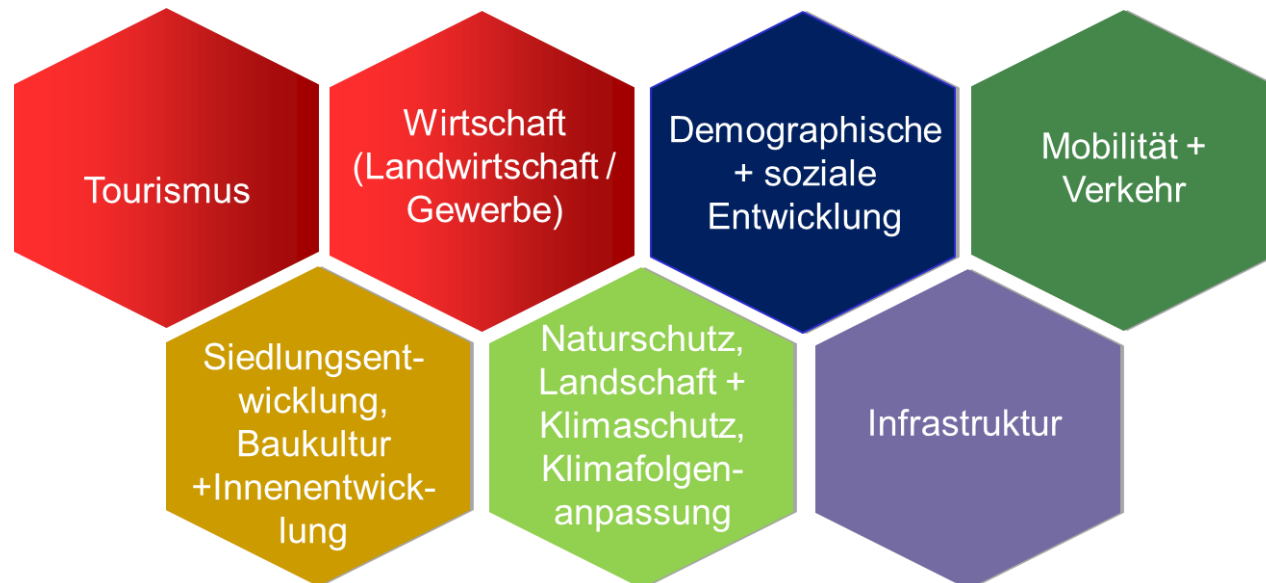 Tourismus
Wirtschaft
(Landwirtschaft /
Gewerbe)
Demographische
+ soziale
Entwicklung
Mobilität +
Verkehr
Siedlungsent-
wicklung,
Baukultur
+Innenentwick-
lung
Naturschutz,
Landschaft +
Klimaschutz,
Klimafolgen-
anpassung
Infrastruktur